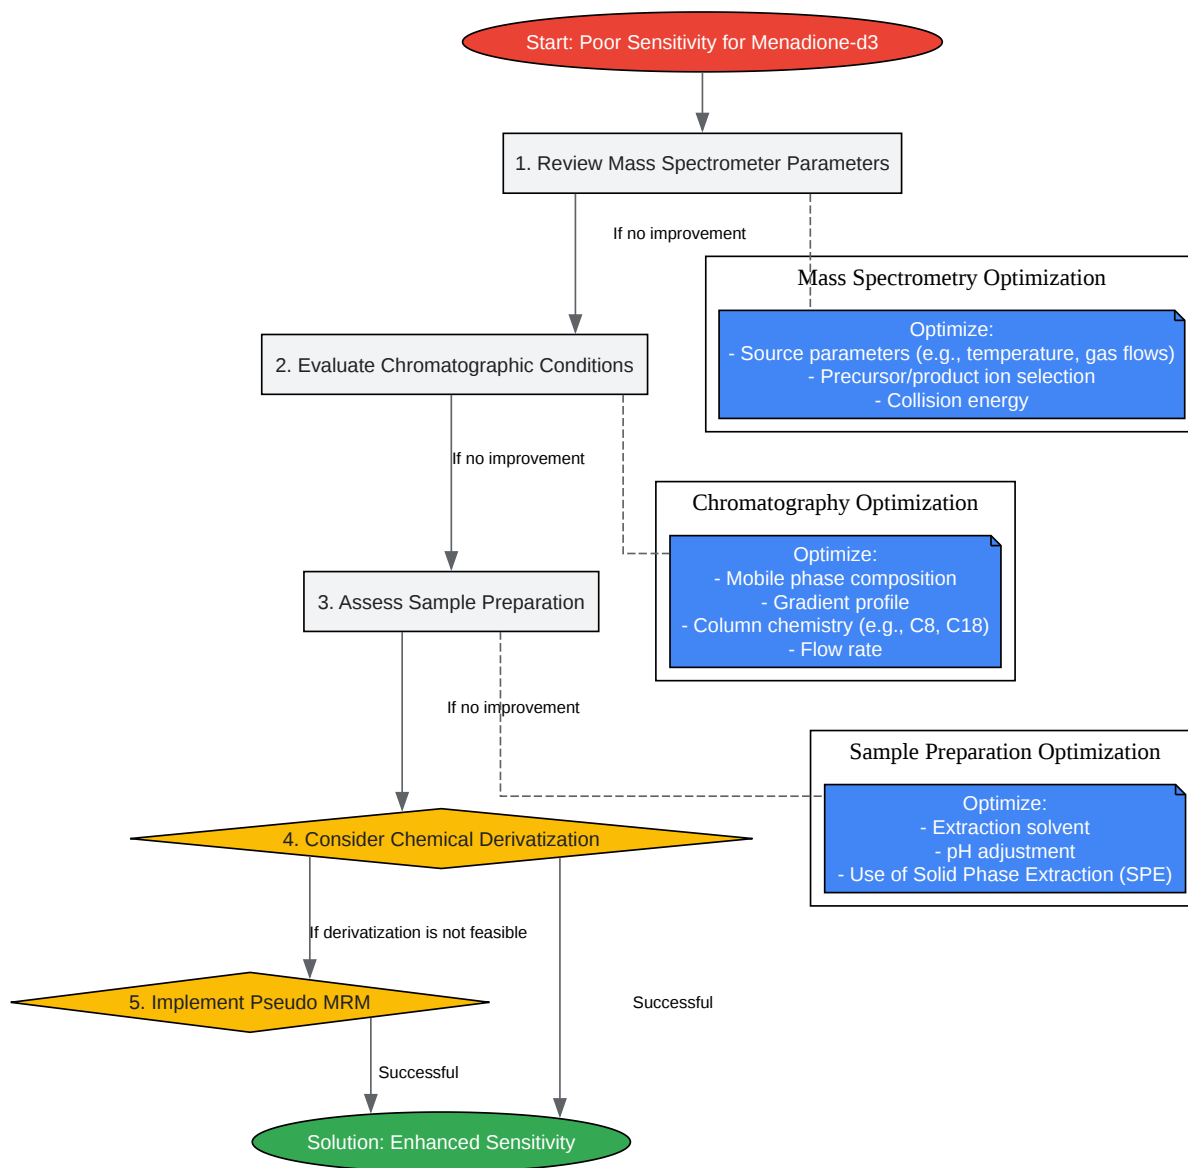 Start: Poor Sensitivity for Menadione-d3
1. Review Mass Spectrometer Parameters
If no improvement
Mass Spectrometry Optimization
Optimize:
- Source parameters (e.g., temperature, gas flows)
- Precursor/product ion selection
- Collision energy
2. Evaluate Chromatographic Conditions
If no improvement
Chromatography Optimization
Optimize:
- Mobile phase composition
- Gradient profile
- Column chemistry (e.g., C8, C18)
- Flow rate
3. Assess Sample Preparation
If no improvement
Sample Preparation Optimization
Optimize:
- Extraction solvent
- pH adjustment
- Use of Solid Phase Extraction (SPE)
4. Consider Chemical Derivatization
If derivatization is not feasible
5. Implement Pseudo MRM
Successful
Successful
Solution: Enhanced Sensitivity